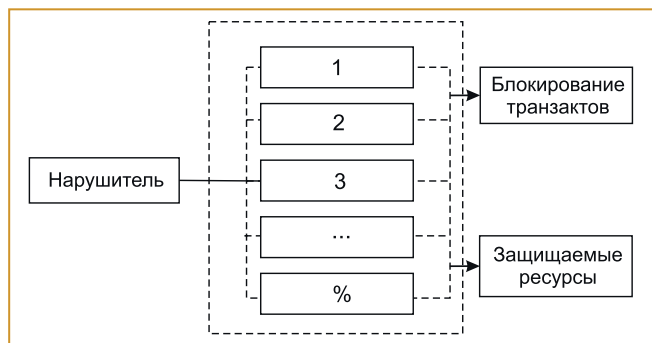 1
2
3
...
%
Нарушитель
Блокирование
транзактов
Защищаемые
ресурсы